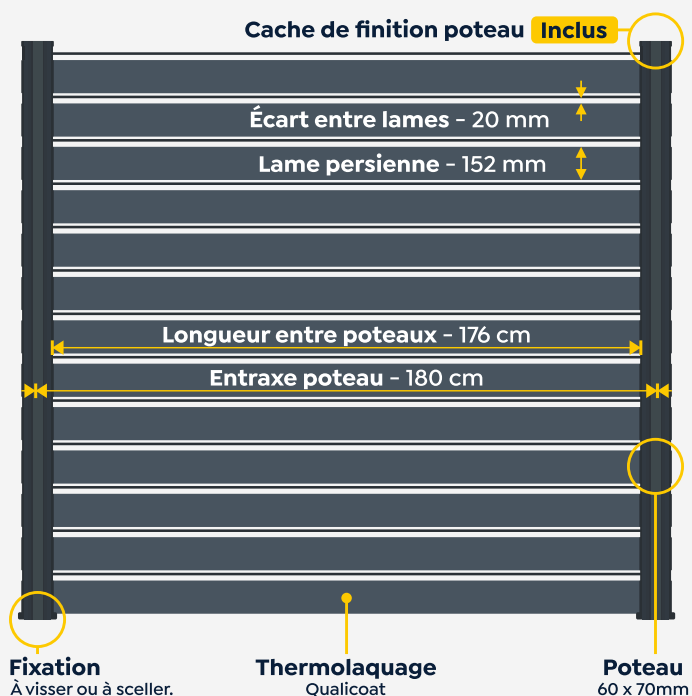 Cache de finition poteau Inclus
Écart entre lames - 20 mm
Lame persienne - 152 mm
Longueur entre poteaux - 176 cm
Entraxe poteau - 180 cm
Fixation
À visser ou à sceller.
Thermolaquage
Qualicoat
Poteau
60 x 70mm